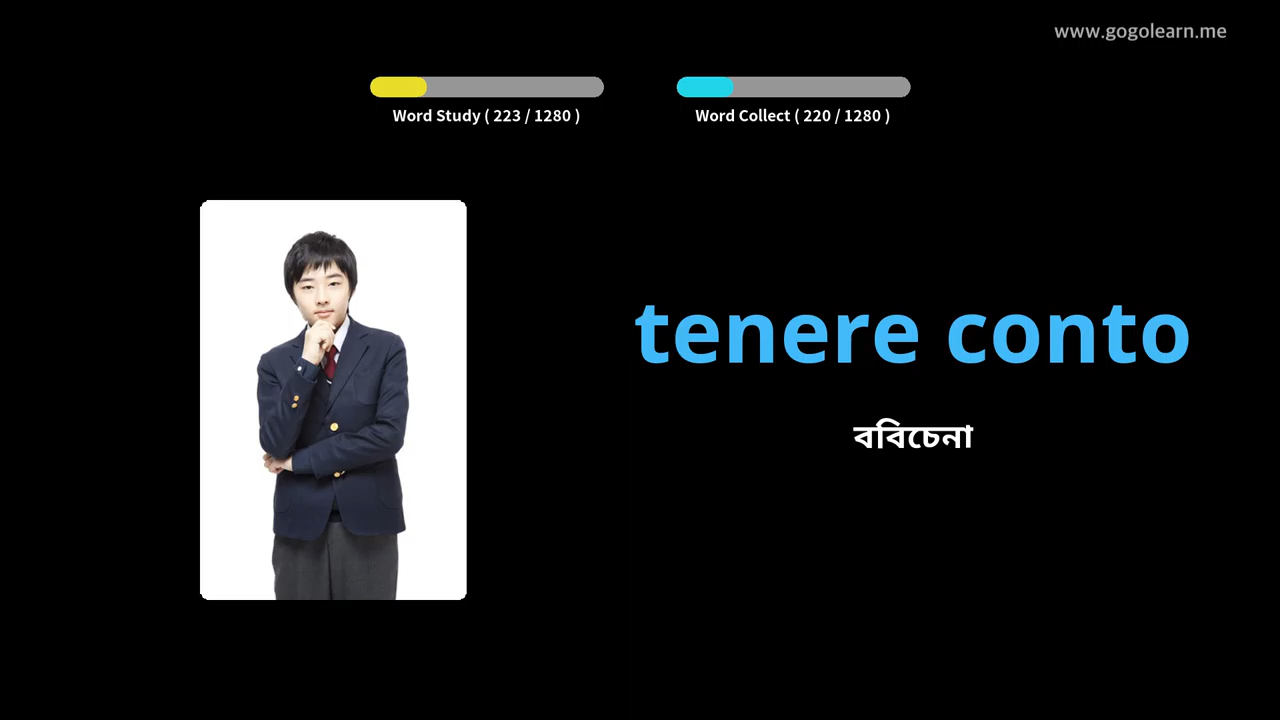 www.gogolearn.me
Word Study ( 223 / 1280 )
Word Collect ( 220 / 1280 )
tenere conto
ববিচেনা